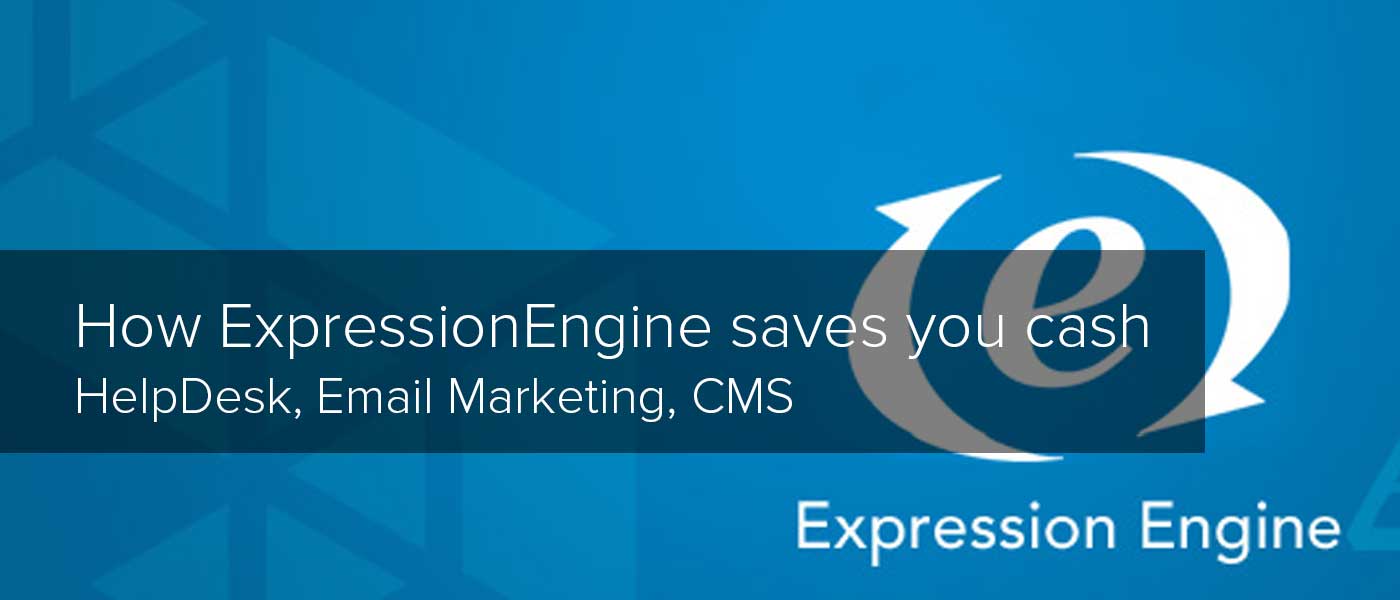 How ExpressionEngine saves you cash
HelpDesk, Email Marketing, CMS
e
Expression Engine